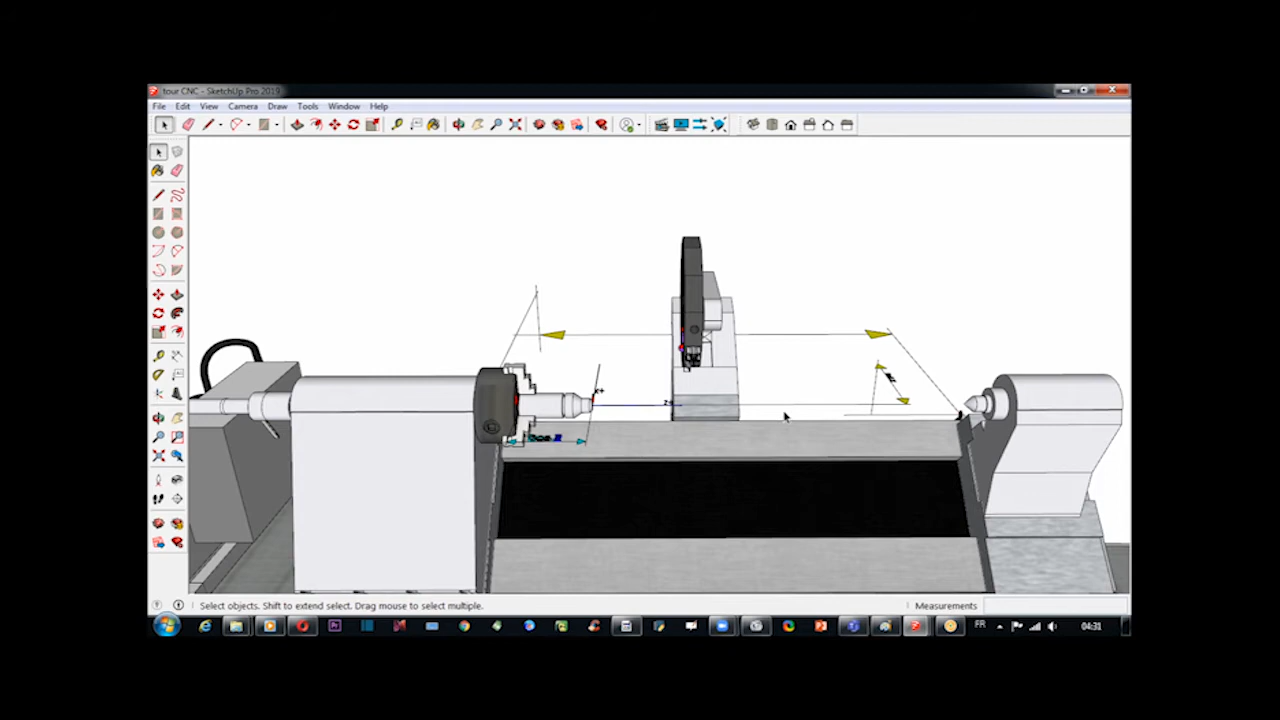 tour CNC - SketchUp Pro 2019
File Edit View Camera Draw Tools Window Help
X+
Z+
Select objects. Shift to extend select. Drag mouse to select multiple.
Measurements
FR
04:31